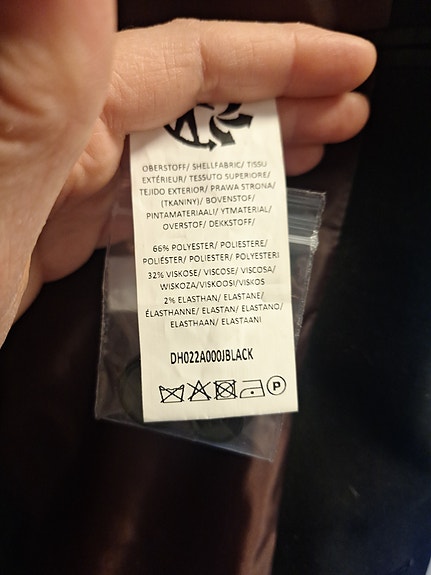 OBERSTOFF/ SHELLFABRIC/ TISSU
EXTÉRIEUR/ TESSUTO SUPERIORE/
TEJIDO EXTERIOR/ PRAWA STRONA/
(TKANINY)/ BOVENSTOF/
PINTAMATERIAALI/ YTMATERIAL/
OVERSTOF/ DEKKSTOFF/
66% POLYESTER/ POLIESTERE/
POLIÉSTER/ POLIESTER/ POLYESTERI
32% VISKOSE/ VISCOSE/ VISCOSA/
WISKOZA/VISKOOSI/VISKOS
2% ELASTHAN/ ELASTANE/
ÉLASTHANNE/ ELASTAN/ ELASTANO/
ELASTHAAN/ ELASTAANI
DH022A000JBLACK
P